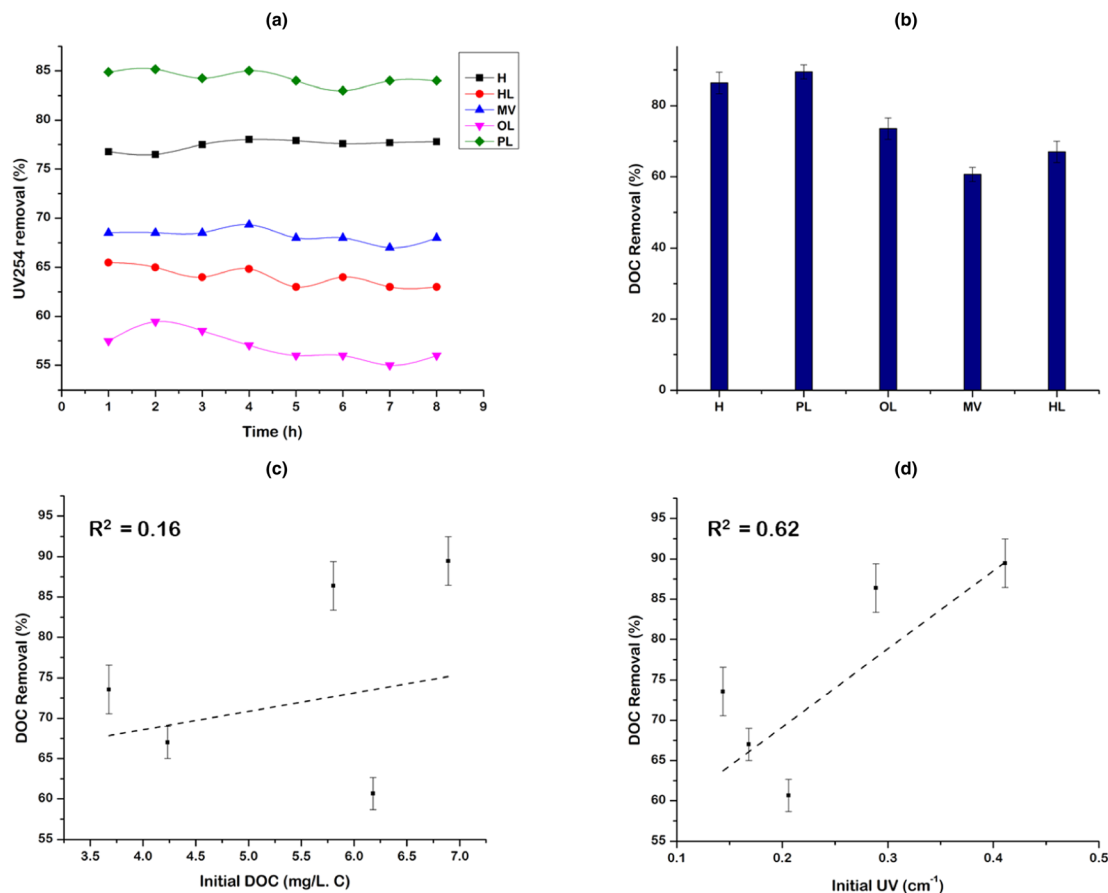 (a)
85
80
75
70
65
60
55
UV254 removal (%)
0 1 2 3 4 5 6 7 8 9
Time (h)
H
HL
MV
OL
PL
(b)
80
60
40
20
0
DOC Removal (%)
H PL OL MV HL
(c)
R² = 0.16
95
90
85
80
75
70
65
60
55
DOC Removal (%)
3.5 4.0 4.5 5.0 5.5 6.0 6.5 7.0
Initial DOC (mg/L. C)
(d)
R² = 0.62
95
90
85
80
75
70
65
60
55
DOC Removal (%)
0.1 0.2 0.3 0.4 0.5
Initial UV (cm⁻¹)